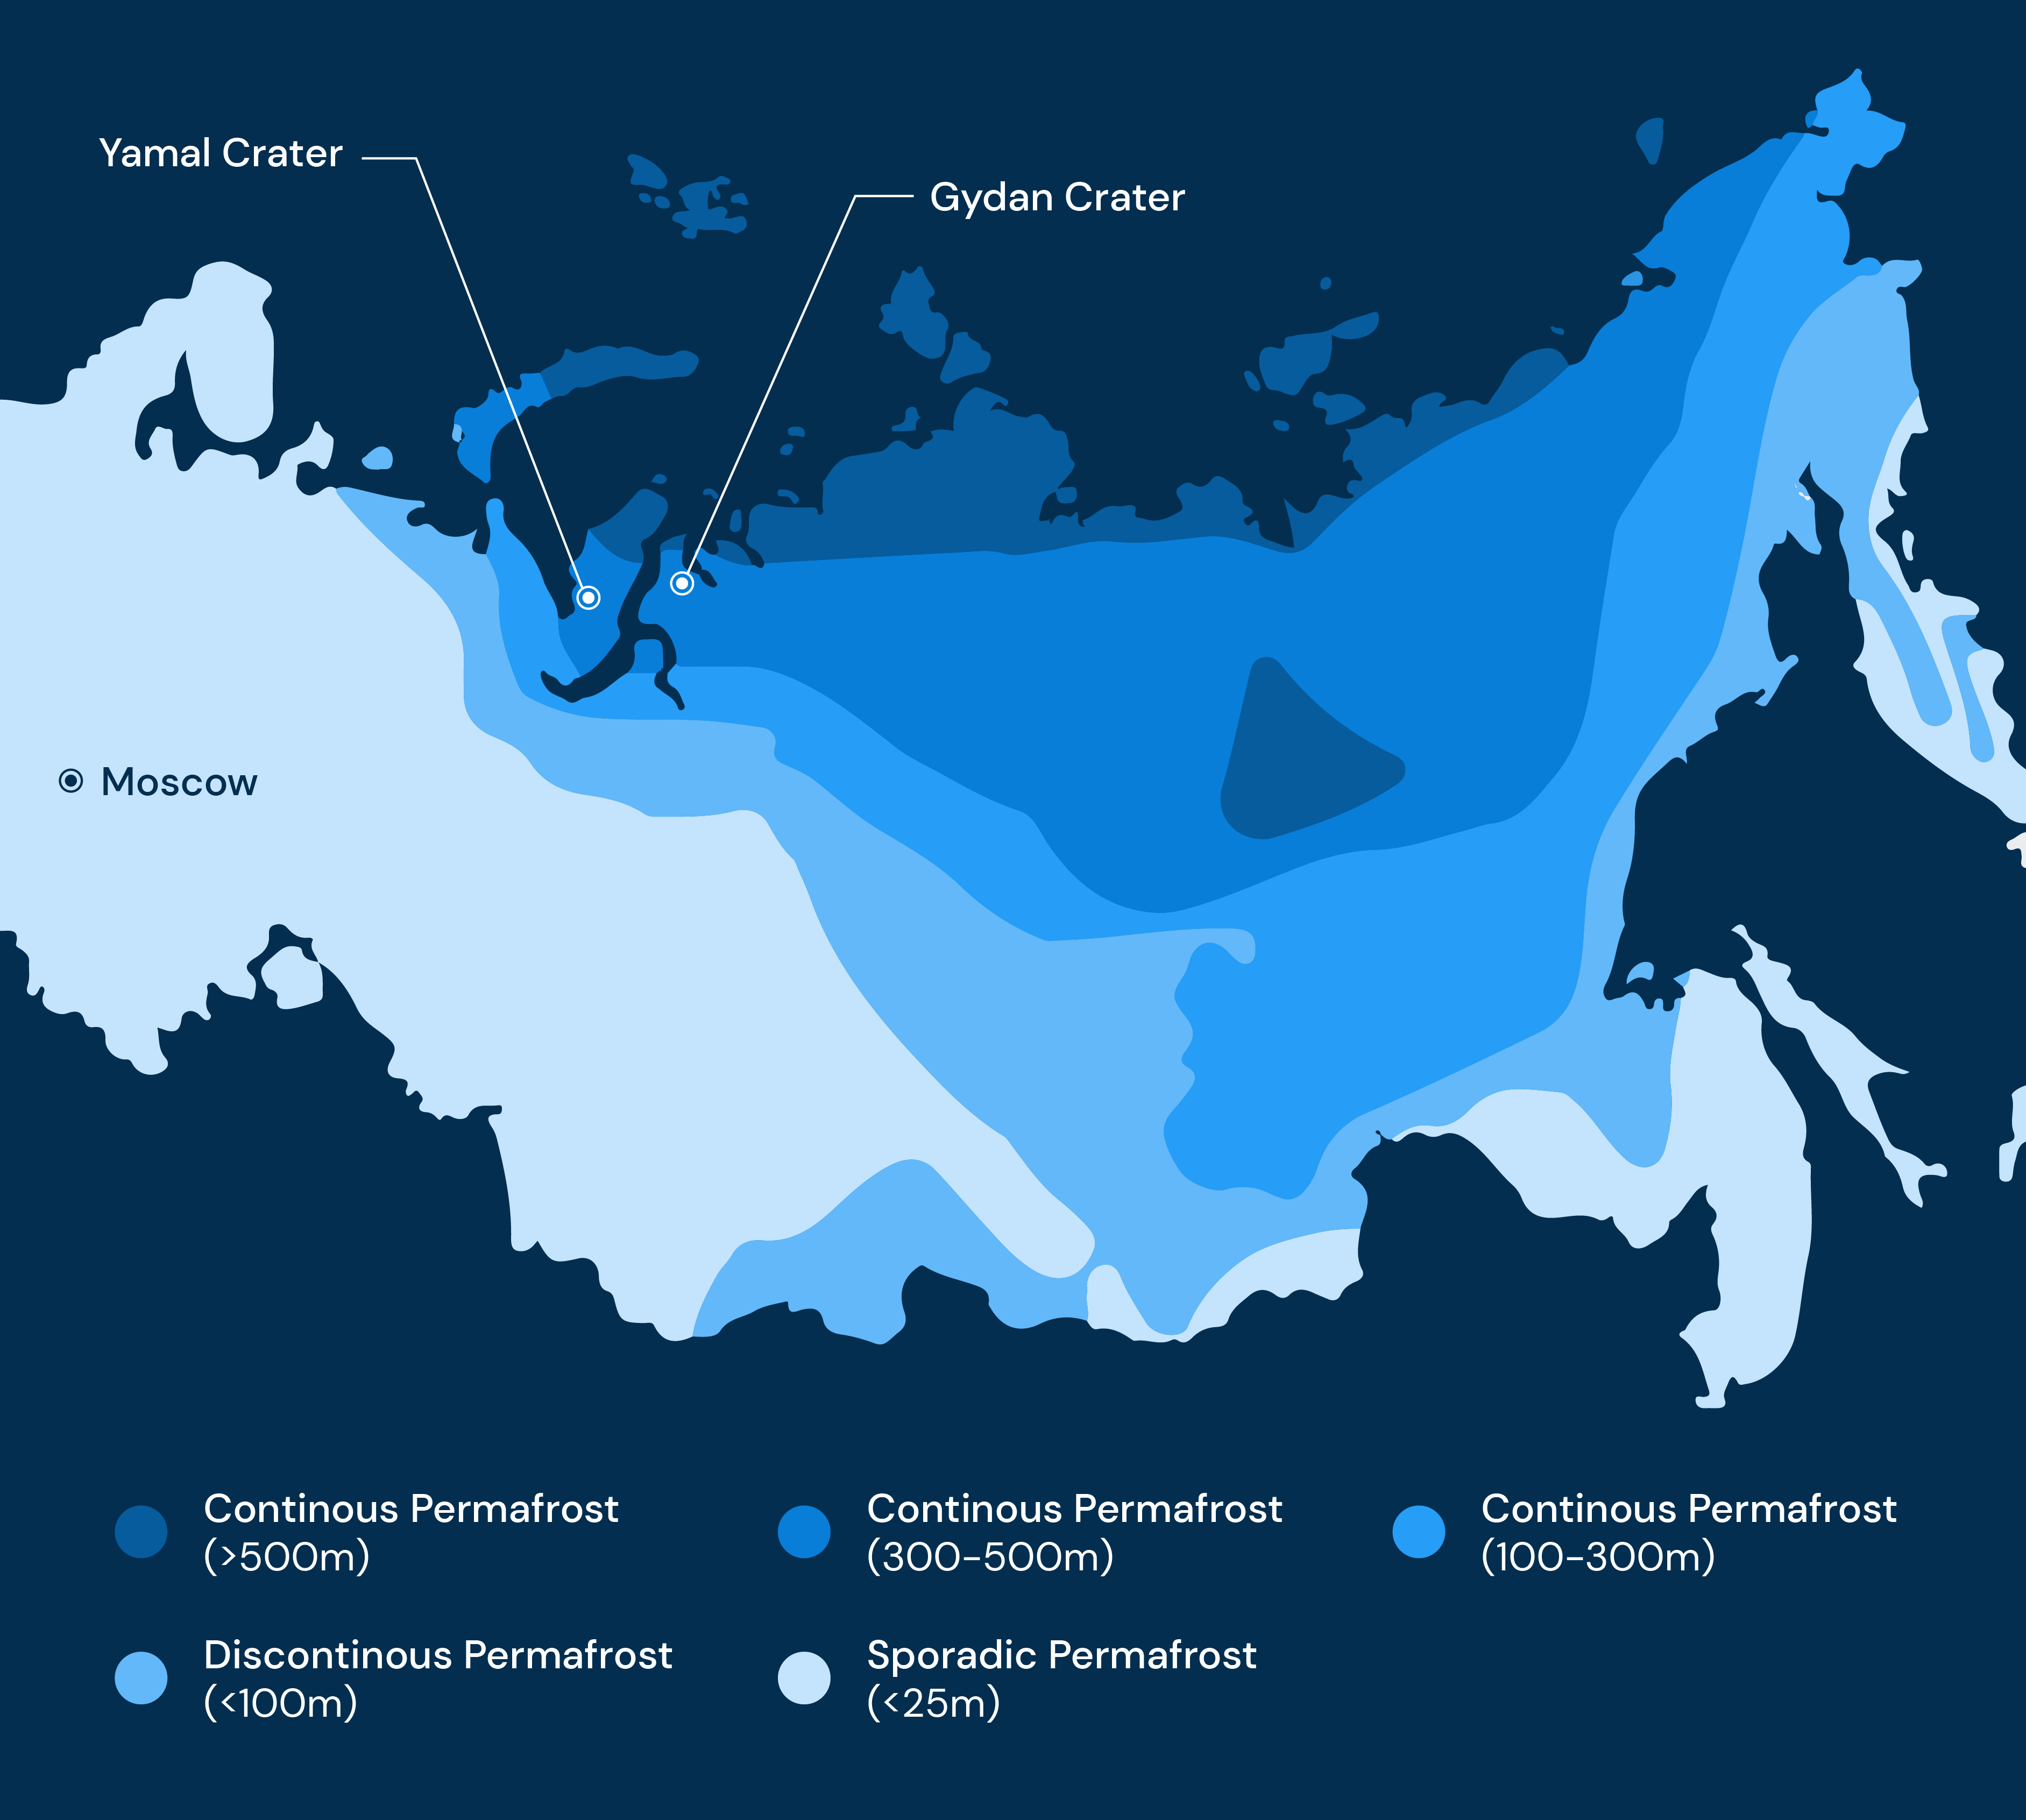 Yamal Crater
Gydan Crater
Moscow
Continous Permafrost
(>500m)
Continous Permafrost
(300–500m)
Continous Permafrost
(100–300m)
Discontinous Permafrost
(<100m)
Sporadic Permafrost
(<25m)